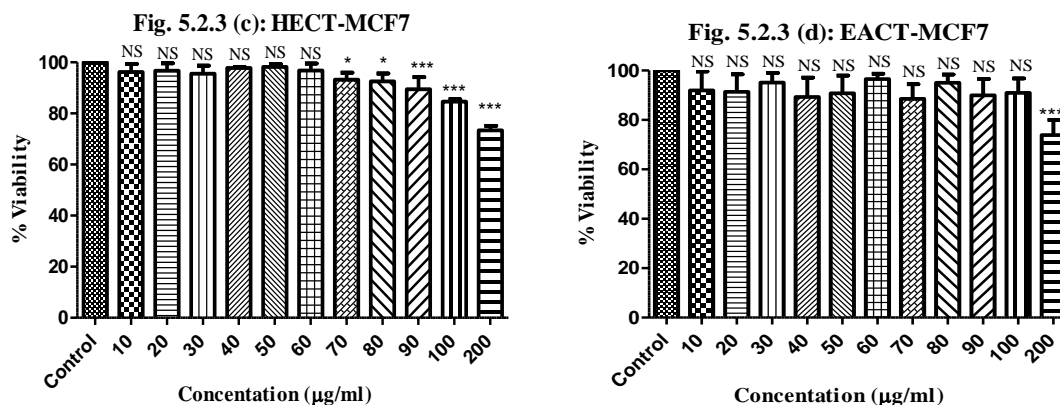 Fig. 5.2.3 (c): HECT-MCF7
NS NS NS NS NS NS * * *** *** ***
100
80
60
40
20
0
% Viability
Control 10 20 30 40 50 60 70 80 90 100 200
Concentation (μg/ml)
Fig. 5.2.3 (d): EACT-MCF7
NS NS NS NS NS NS NS NS NS NS ***
100
80
60
40
20
0
% Viability
Control 10 20 30 40 50 60 70 80 90 100 200
Concentation (μg/ml)